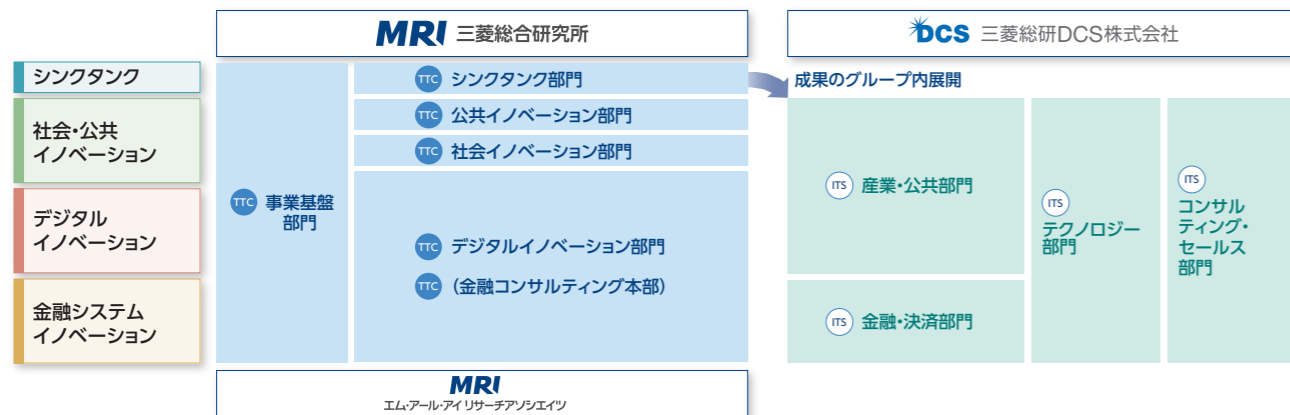 MRI 三菱総合研究所
DCS 三菱総研DCS株式会社
シンクタンク
社会・公共
イノベーション
デジタル
イノベーション
金融システム
イノベーション
TTC 事業基盤
部門
TTC シンクタンク部門
TTC 公共イノベーション部門
TTC 社会イノベーション部門
TTC デジタルイノベーション部門
TTC (金融コンサルティング本部)
成果のグループ内展開
ITS 産業・公共部門
ITS 金融・決済部門
ITS
テクノロジー
部門
ITS
コンサル
ティング・
セールス
部門
MRI
エム・アール・アイ リサーチアソシエイツ